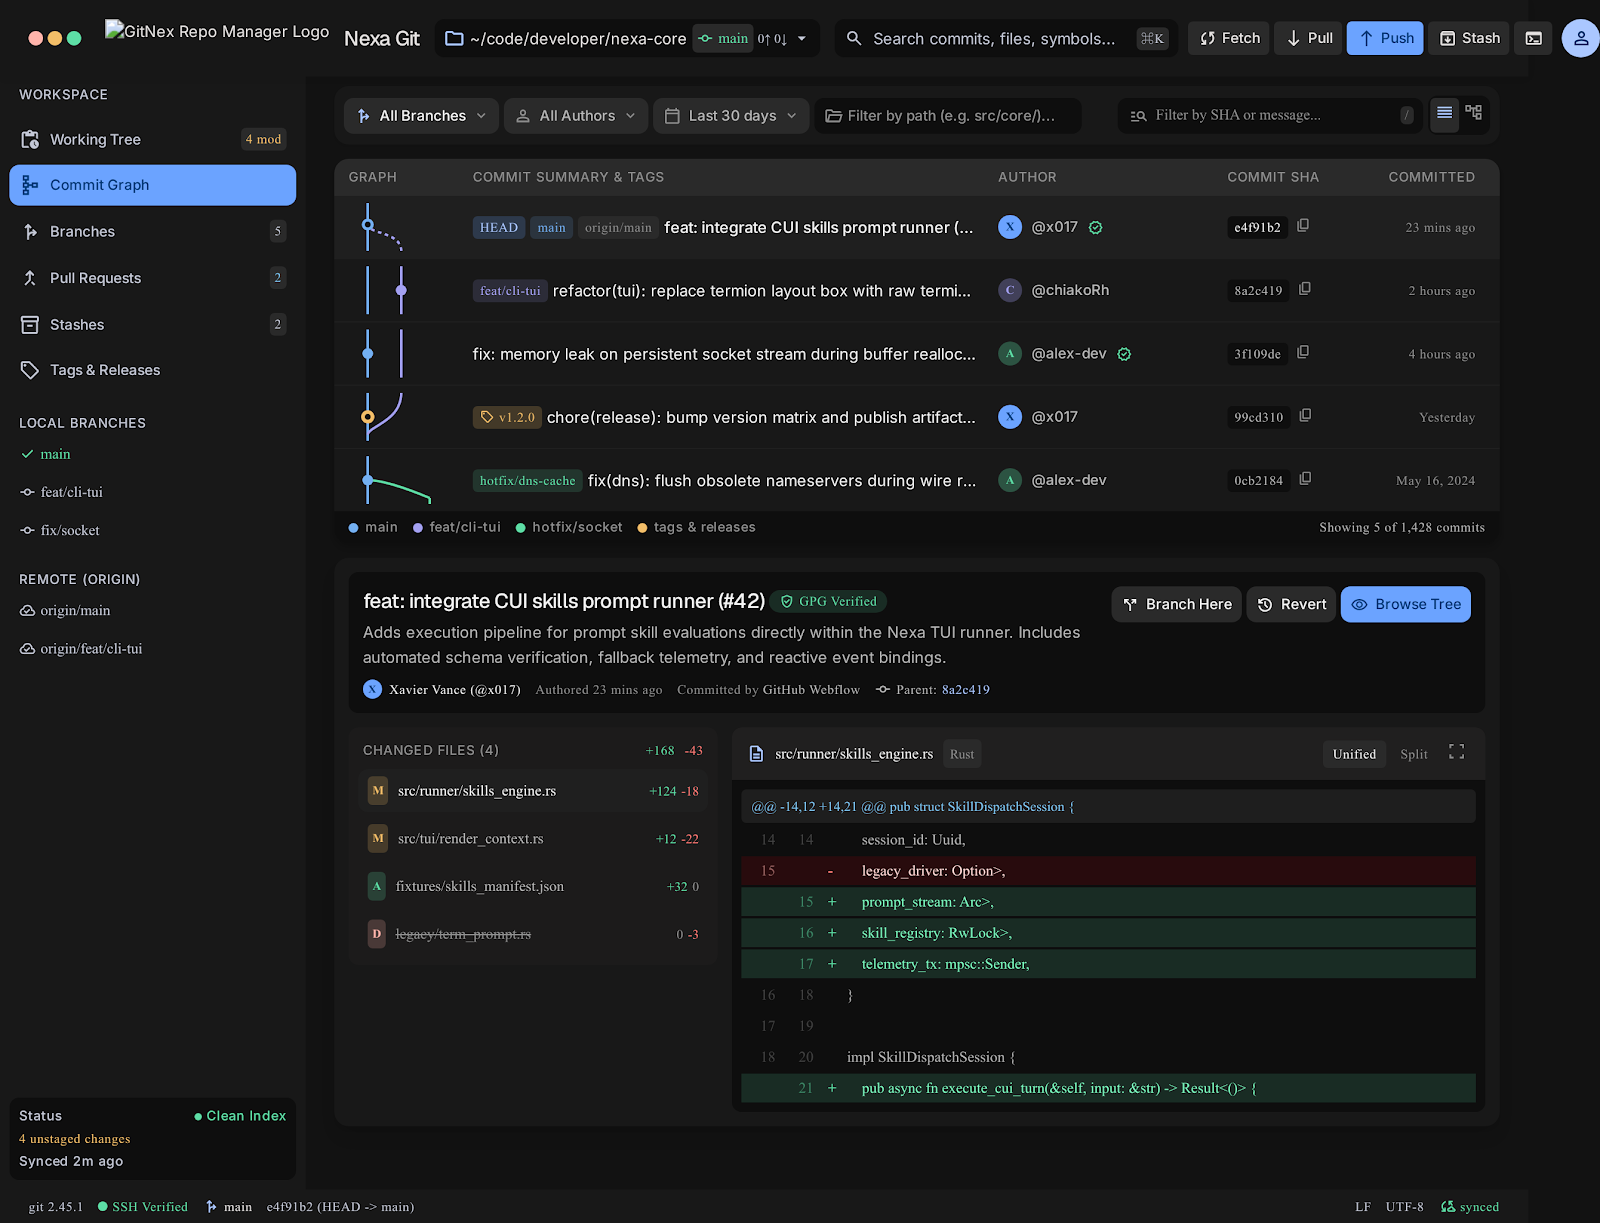 GitNex Repo Manager Logo
Nexa Git
~/code/developer/nexa-core
main
0↑ 0↓
Search commits, files, symbols...
⌘K
Fetch
Pull
Push
Stash
WORKSPACE
Working Tree
4 mod
Commit Graph
Branches
5
Pull Requests
2
Stashes
2
Tags & Releases
LOCAL BRANCHES
main
feat/cli-tui
fix/socket
REMOTE (ORIGIN)
origin/main
origin/feat/cli-tui
Status
Clean Index
4 unstaged changes
Synced 2m ago
All Branches
All Authors
Last 30 days
Filter by path (e.g. src/core/)...
Filter by SHA or message...
/
GRAPH
COMMIT SUMMARY & TAGS
AUTHOR
COMMIT SHA
COMMITTED
HEAD main origin/main feat: integrate CUI skills prompt runner (...
X @x017
e4f91b2
23 mins ago
feat/cli-tui refactor(tui): replace termion layout box with raw termi...
C @chiakoRh
8a2c419
2 hours ago
fix: memory leak on persistent socket stream during buffer realloc...
A @alex-dev
3f109de
4 hours ago
v1.2.0 chore(release): bump version matrix and publish artifact...
X @x017
99cd310
Yesterday
hotfix/dns-cache fix(dns): flush obsolete nameservers during wire r...
A @alex-dev
0cb2184
May 16, 2024
main
feat/cli-tui
hotfix/socket
tags & releases
Showing 5 of 1,428 commits
feat: integrate CUI skills prompt runner (#42)
GPG Verified
Branch Here
Revert
Browse Tree
Adds execution pipeline for prompt skill evaluations directly within the Nexa TUI runner. Includes
automated schema verification, fallback telemetry, and reactive event bindings.
X Xavier Vance (@x017)
Authored 23 mins ago
Committed by GitHub Webflow
Parent: 8a2c419
CHANGED FILES (4)
+168 -43
M src/runner/skills_engine.rs +124 -18
M src/tui/render_context.rs +12 -22
A fixtures/skills_manifest.json +32 0
D legacy/term_prompt.rs 0 -3
src/runner/skills_engine.rs
Rust
Unified
Split
@@ -14,12 +14,21 @@ pub struct SkillDispatchSession {
14 14 session_id: Uuid,
15 - legacy_driver: Option>,
15 + prompt_stream: Arc>,
16 + skill_registry: RwLock>,
17 + telemetry_tx: mpsc::Sender,
16 18 }
17 19
18 20 impl SkillDispatchSession {
21 + pub async fn execute_cui_turn(&self, input: &str) -> Result<()> {
git 2.45.1
SSH Verified
main
e4f91b2 (HEAD -> main)
LF
UTF-8
synced